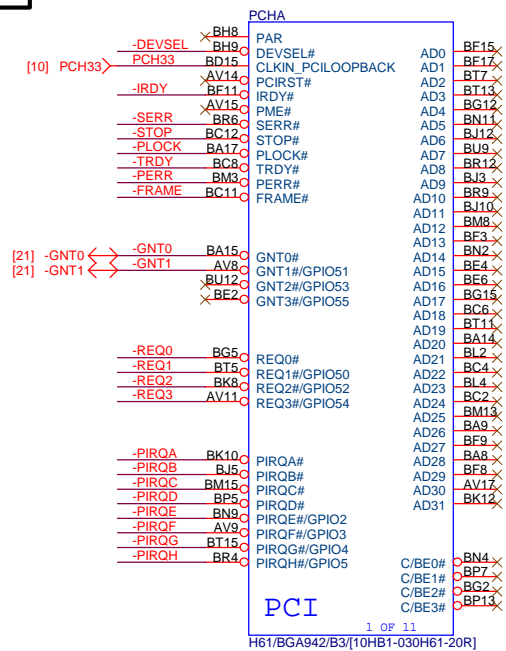 PCHA
BH8 PAR
-DEVSEL BH9 DEVSEL# AD0 BF15
[10] PCH33 PCH33 BD15 CLKIN_PCILOOPBACK AD1 BF17
AV14 PCIRST# AD2 BT7
-IRDY BF11 IRDY# AD3 BT13
AV15 PME# AD4 BG12
-SERR BR6 SERR# AD5 BN11
-STOP BC12 STOP# AD6 BJ12
-PLOCK BA17 PLOCK# AD7 BU9
-TRDY BC8 TRDY# AD8 BR12
-PERR BM3 PERR# AD9 BJ3
-FRAME BC11 FRAME# AD10 BR9
AD11 BJ10
AD12 BM8
AD13 BF3
[21] -GNT0 -GNT0 BA15 GNT0# AD14 BN2
[21] -GNT1 -GNT1 AV8 GNT1#/GPIO51 AD15 BE4
BU12 GNT2#/GPIO53 AD16 BE6
BE2 GNT3#/GPIO55 AD17 BG15
AD18 BC6
AD19 BT11
AD20 BA14
-REQ0 BG5 REQ0# AD21 BL2
-REQ1 BT5 REQ1#/GPIO50 AD22 BC4
-REQ2 BK8 REQ2#/GPIO52 AD23 BL4
-REQ3 AV11 REQ3#/GPIO54 AD24 BC2
AD25 BM13
AD26 BA9
AD27 BF9
-PIRQA BK10 PIRQA# AD28 BA8
-PIRQB BJ5 PIRQB# AD29 BF8
-PIRQC BM15 PIRQC# AD30 AV17
-PIRQD BP5 PIRQD# AD31 BK12
-PIRQE BN9 PIRQE#/GPIO2
-PIRQF AV9 PIRQF#/GPIO3
-PIRQG BT15 PIRQG#/GPIO4
-PIRQH BR4 PIRQH#/GPIO5 C/BE0# BN4
C/BE1# BP7
C/BE2# BG2
C/BE3# BP13
PCI
1 OF 11
H61/BGA942/B3/[10HB1-030H61-20R]